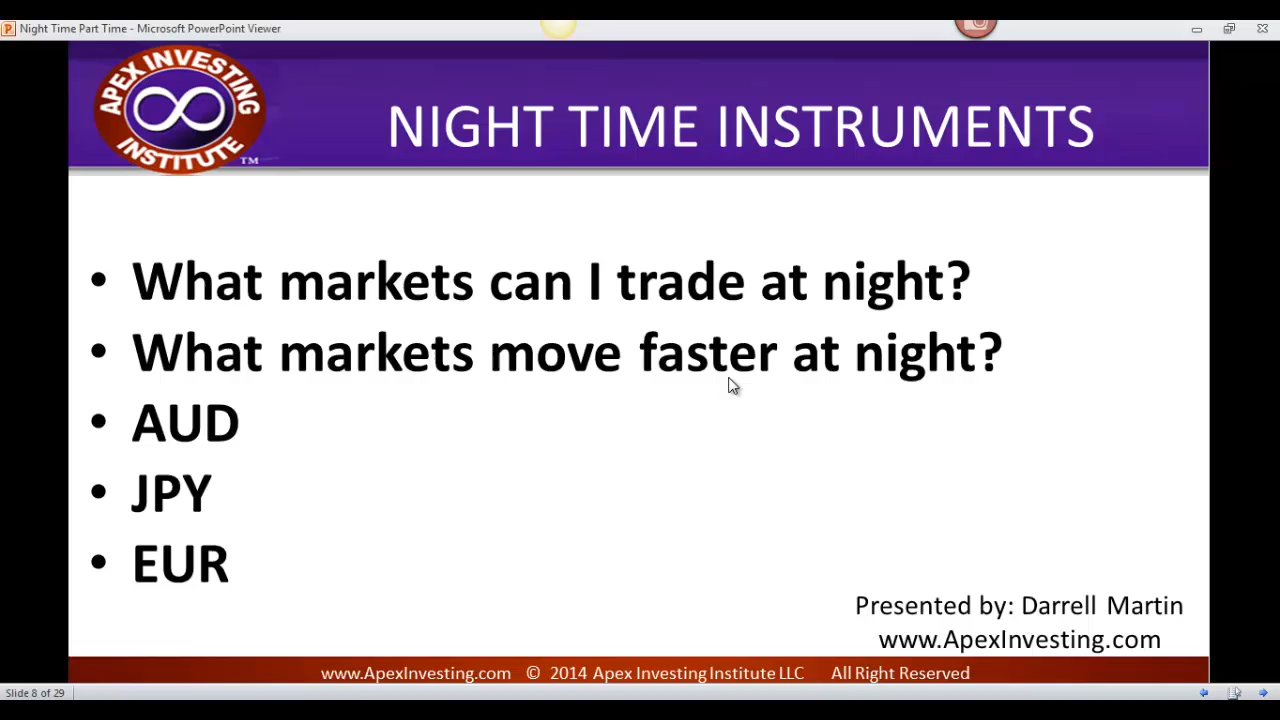 Night Time Part Time - Microsoft PowerPoint Viewer
APEX INVESTING
INSTITUTE TM
NIGHT TIME INSTRUMENTS
• What markets can I trade at night?
• What markets move faster at night?
• AUD
• JPY
• EUR
Presented by: Darrell Martin
www.ApexInvesting.com
www.ApexInvesting.com © 2014 Apex Investing Institute LLC All Right Reserved
Slide 8 of 29